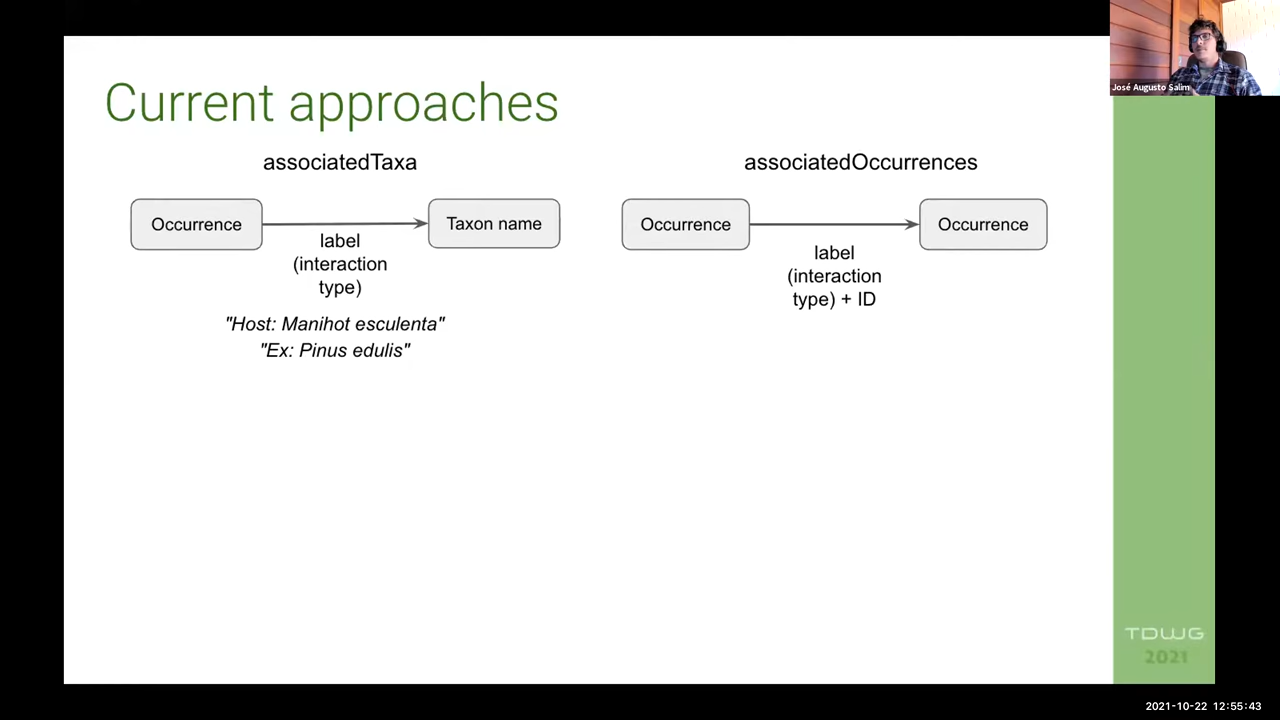 Current approaches
associatedTaxa
Occurrence
Taxon name
label
(interaction
type)
"Host: Manihot esculenta"
"Ex: Pinus edulis"
associatedOccurrences
Occurrence
Occurrence
label
(interaction
type) + ID
José Augusto Salim
TDWG
2021
2021-10-22 12:55:43